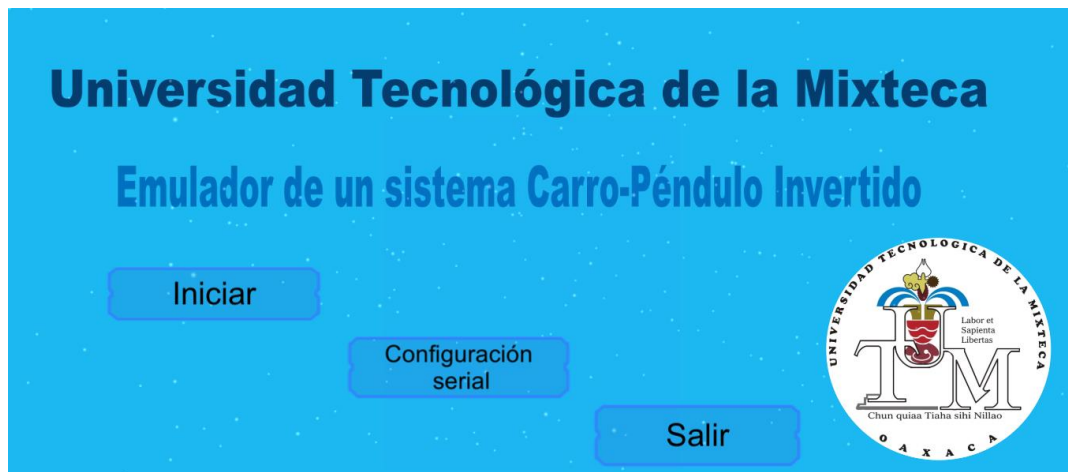 Universidad Tecnológica de la Mixteca
Emulador de un sistema Carro-Péndulo Invertido
Iniciar
Configuración
serial
Salir
UNIVERSIDAD TECNOLOGICA DE LA MIXTECA
Labor et
Sapienta
Libertas
UTM
Chun quiaa Tiaha sihi Nillao
OAXACA